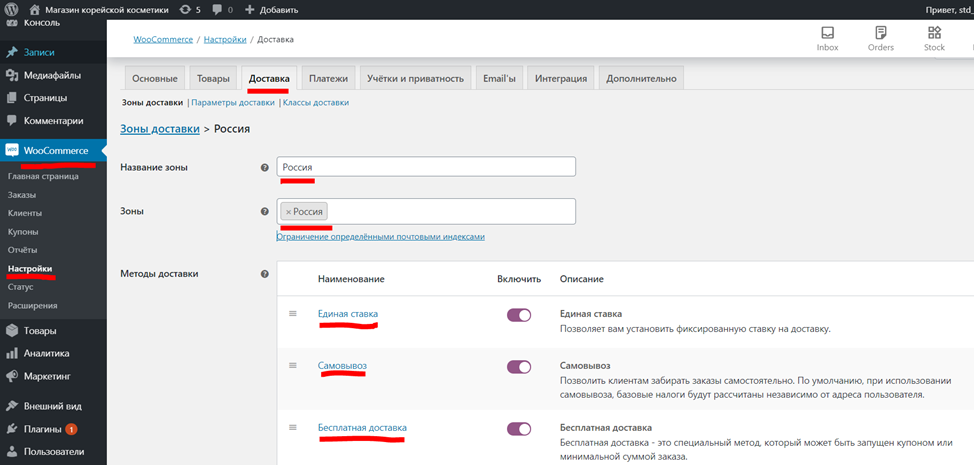 Магазин корейской косметики 5 0 Добавить Привет, std_
Консоль
Записи
Медиафайлы
Страницы
Комментарии
WooCommerce
Главная страница
Заказы
Клиенты
Купоны
Отчёты
Настройки
Статус
Расширения
Товары
Аналитика
Маркетинг
Внешний вид
Плагины 1
Пользователи
WooCommerce / Настройки / Доставка
Inbox Orders Stock
Основные Товары Доставка Платежи Учётки и приватность Email'ы Интеграция Дополнительно
Зоны доставки | Параметры доставки | Классы доставки
Зоны доставки > Россия
Название зоны ? Россия
Зоны ? × Россия
Ограничение определёнными почтовыми индексами
Методы доставки ? Наименование Включить Описание
Единая ставка Единая ставка
Позволяет вам установить фиксированную ставку на доставку.
Самовывоз Самовывоз
Позволить клиентам забирать заказы самостоятельно. По умолчанию, при использовании
самовывоза, базовые налоги будут рассчитаны независимо от адреса пользователя.
Бесплатная доставка Бесплатная доставка
Бесплатная доставка - это специальный метод, который может быть запущен купоном или
минимальной суммой заказа.